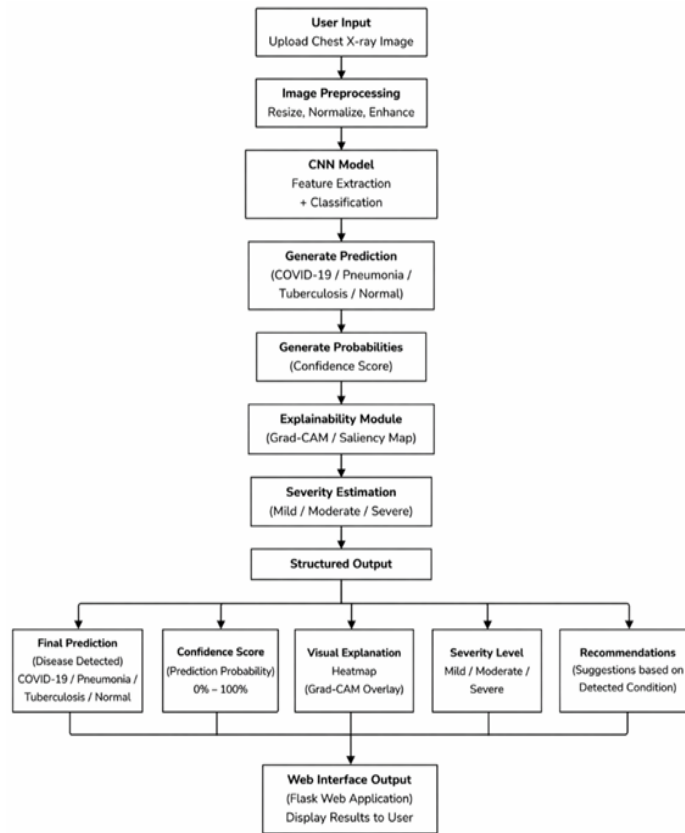 User Input
Upload Chest X-ray Image
Image Preprocessing
Resize, Normalize, Enhance
CNN Model
Feature Extraction
+ Classification
Generate Prediction
(COVID-19 / Pneumonia /
Tuberculosis / Normal)
Generate Probabilities
(Confidence Score)
Explainability Module
(Grad-CAM / Saliency Map)
Severity Estimation
(Mild / Moderate / Severe)
Structured Output
Final Prediction
(Disease Detected)
COVID-19 / Pneumonia /
Tuberculosis / Normal
Confidence Score
(Prediction Probability)
0% – 100%
Visual Explanation
Heatmap
(Grad-CAM Overlay)
Severity Level
Mild / Moderate /
Severe
Recommendations
(Suggestions based on
Detected Condition)
Web Interface Output
(Flask Web Application)
Display Results to User